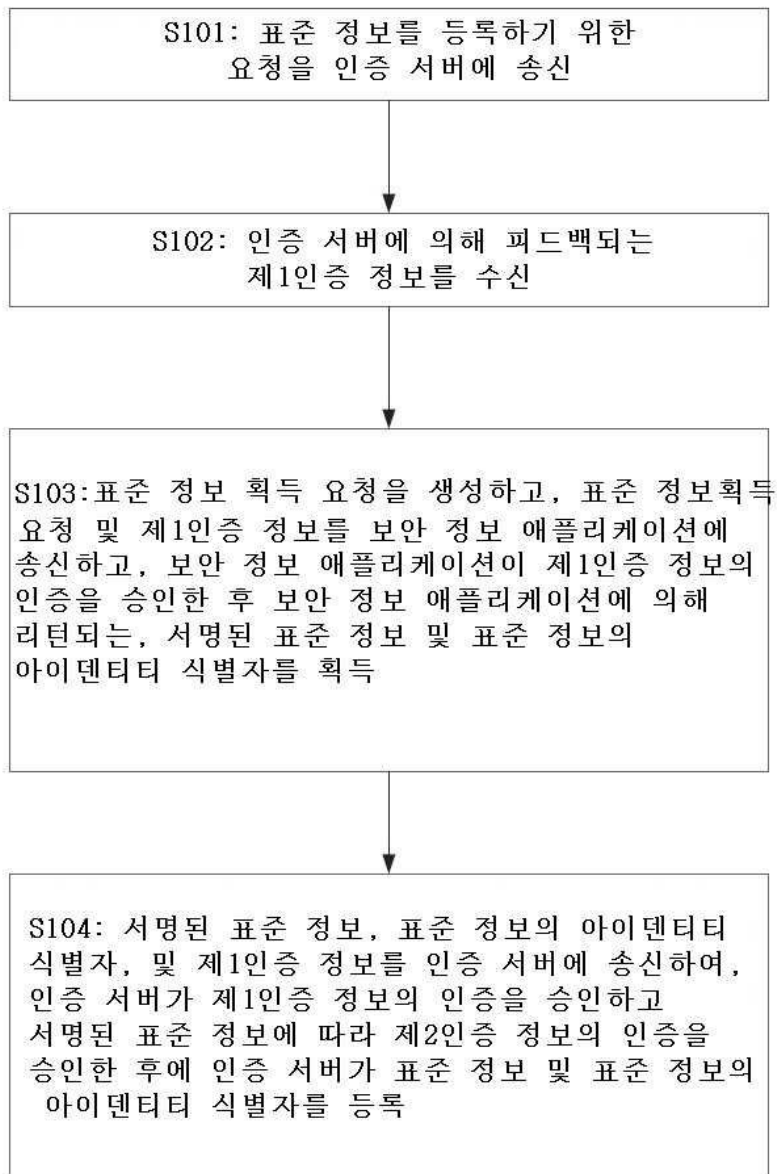 S101: 표준 정보를 등록하기 위한
요청을 인증 서버에 송신
S102: 인증 서버에 의해 피드백되는
제1인증 정보를 수신
S103:표준 정보 획득 요청을 생성하고, 표준 정보획득
요청 및 제1인증 정보를 보안 정보 애플리케이션에
송신하고, 보안 정보 애플리케이션이 제1인증 정보의
인증을 승인한 후 보안 정보 애플리케이션에 의해
리턴되는, 서명된 표준 정보 및 표준 정보의
아이덴티티 식별자를 획득
S104: 서명된 표준 정보, 표준 정보의 아이덴티티
식별자, 및 제1인증 정보를 인증 서버에 송신하여,
인증 서버가 제1인증 정보의 인증을 승인하고
서명된 표준 정보에 따라 제2인증 정보의 인증을
승인한 후에 인증 서버가 표준 정보 및 표준 정보의
아이덴티티 식별자를 등록